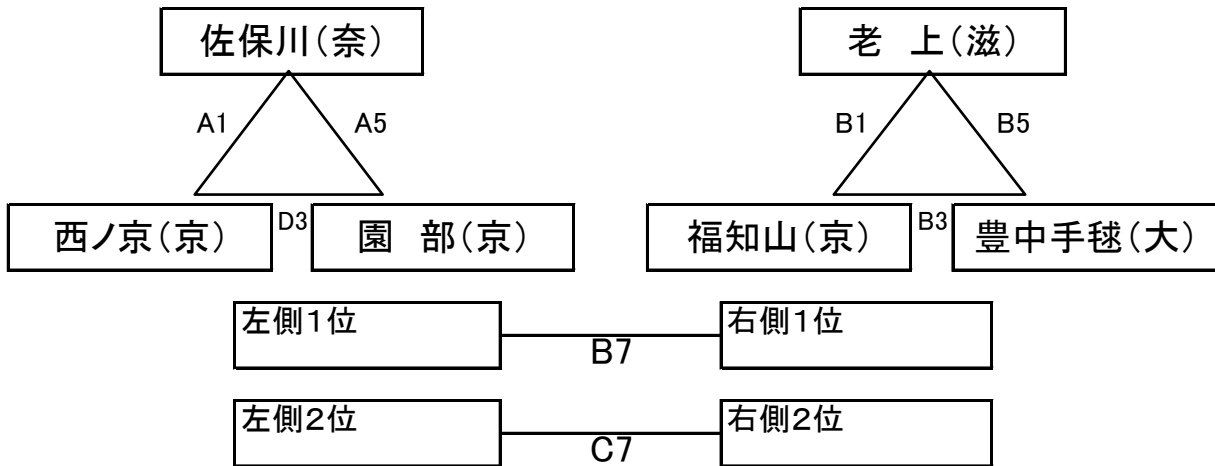 佐保川(奈)
老　上(滋)
A1
A5
B1
B5
西ノ京(京)
D3
園　部(京)
福知山(京)
B3
豊中手毬(大)
左側1位
B7
右側1位
左側2位
C7
右側2位